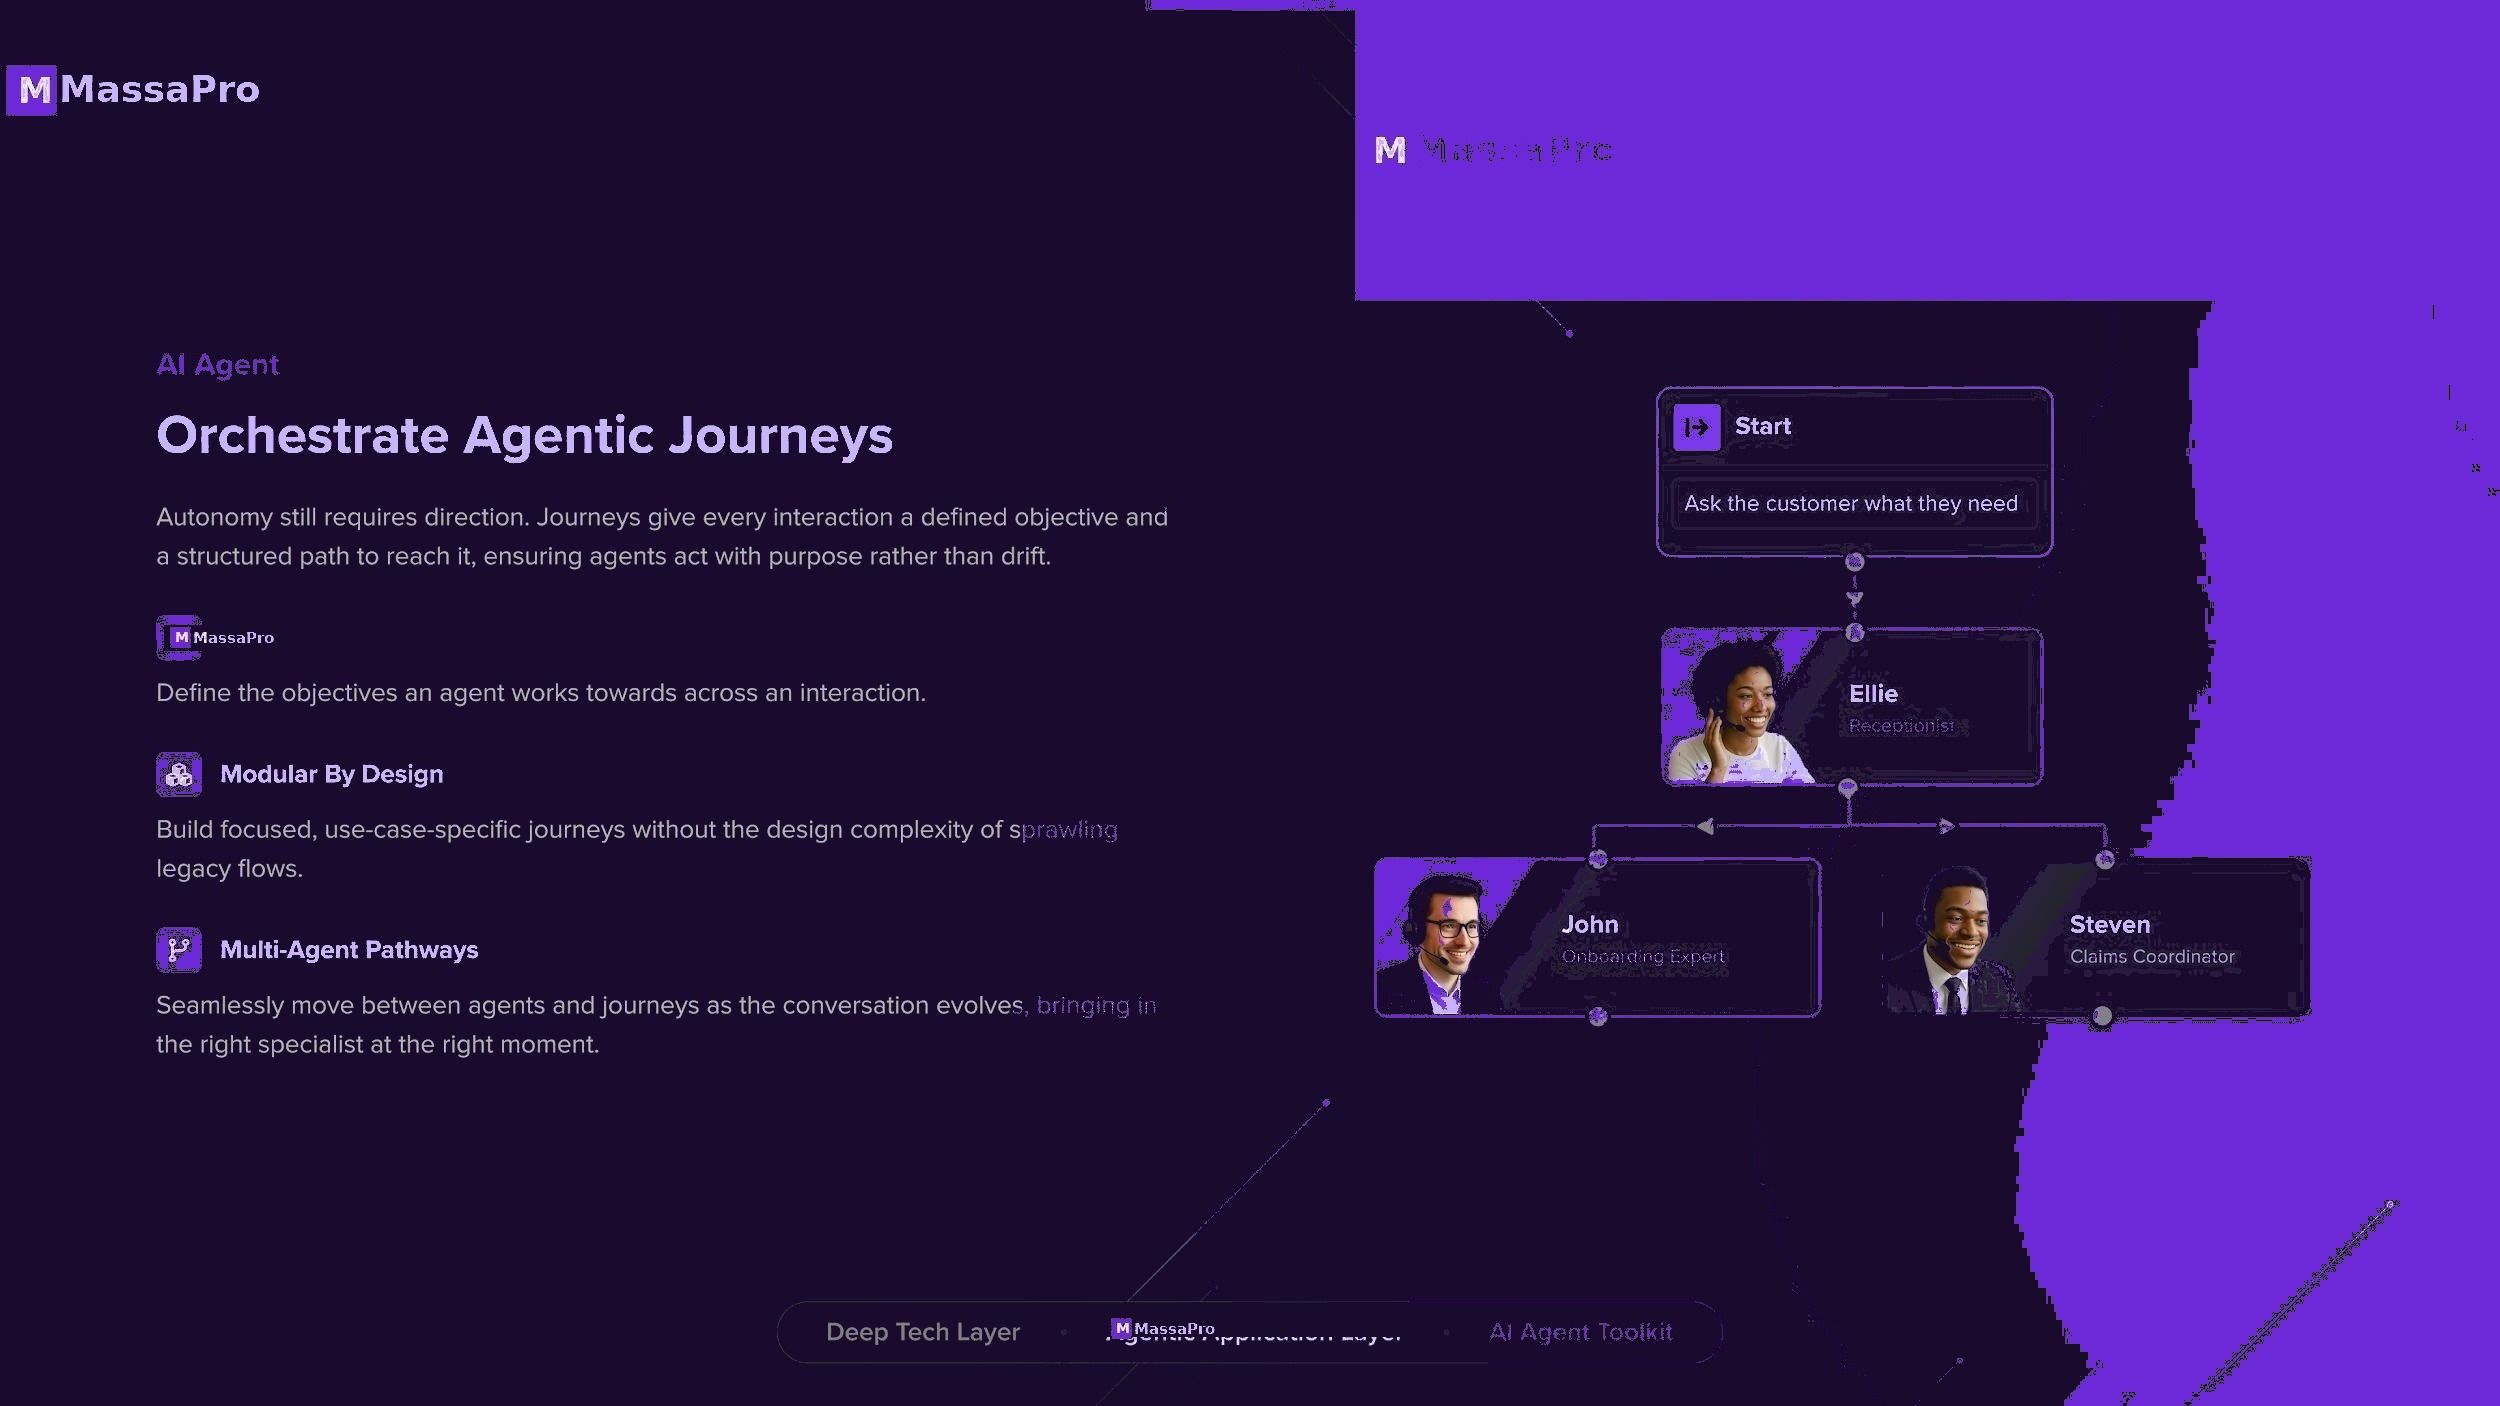 M MassaPro
M MassaPro
AI Agent
Orchestrate Agentic Journeys
Autonomy still requires direction. Journeys give every interaction a defined objective and
a structured path to reach it, ensuring agents act with purpose rather than drift.
M MassaPro
Define the objectives an agent works towards across an interaction.
Modular By Design
Build focused, use-case-specific journeys without the design complexity of sprawling
legacy flows.
Multi-Agent Pathways
Seamlessly move between agents and journeys as the conversation evolves, bringing in
the right specialist at the right moment.
Start
Ask the customer what they need
Ellie
Receptionist
John
Onboarding Expert
Steven
Claims Coordinator
Deep Tech Layer
M MassaPro
Agentic Application Layer
AI Agent Toolkit